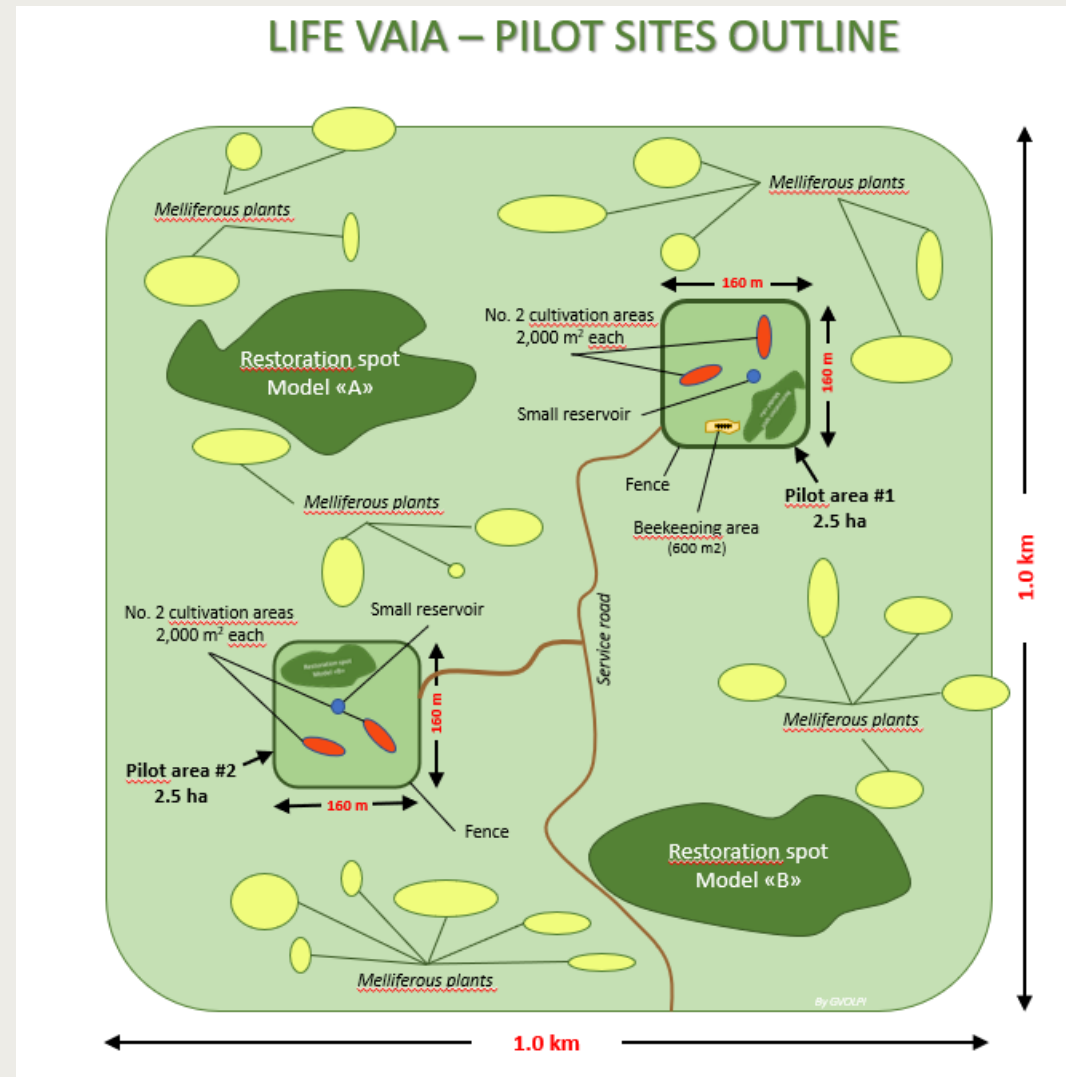 LIFE VAIA – PILOT SITES OUTLINE
Melliferous plants
Melliferous plants
160 m
No. 2 cultivation areas
2,000 m² each
160 m
Restoration spot
Model «A»
Small reservoir
Fence
Pilot area #1
2.5 ha
Beekeeping area
(600 m2)
Melliferous plants
1.0 km
No. 2 cultivation areas
2,000 m² each
Small reservoir
Service road
Restoration spot
Model «B»
160 m
Melliferous plants
Pilot area #2
2.5 ha
160 m
Fence
Restoration spot
Model «B»
Melliferous plants
By GVOLPI
1.0 km